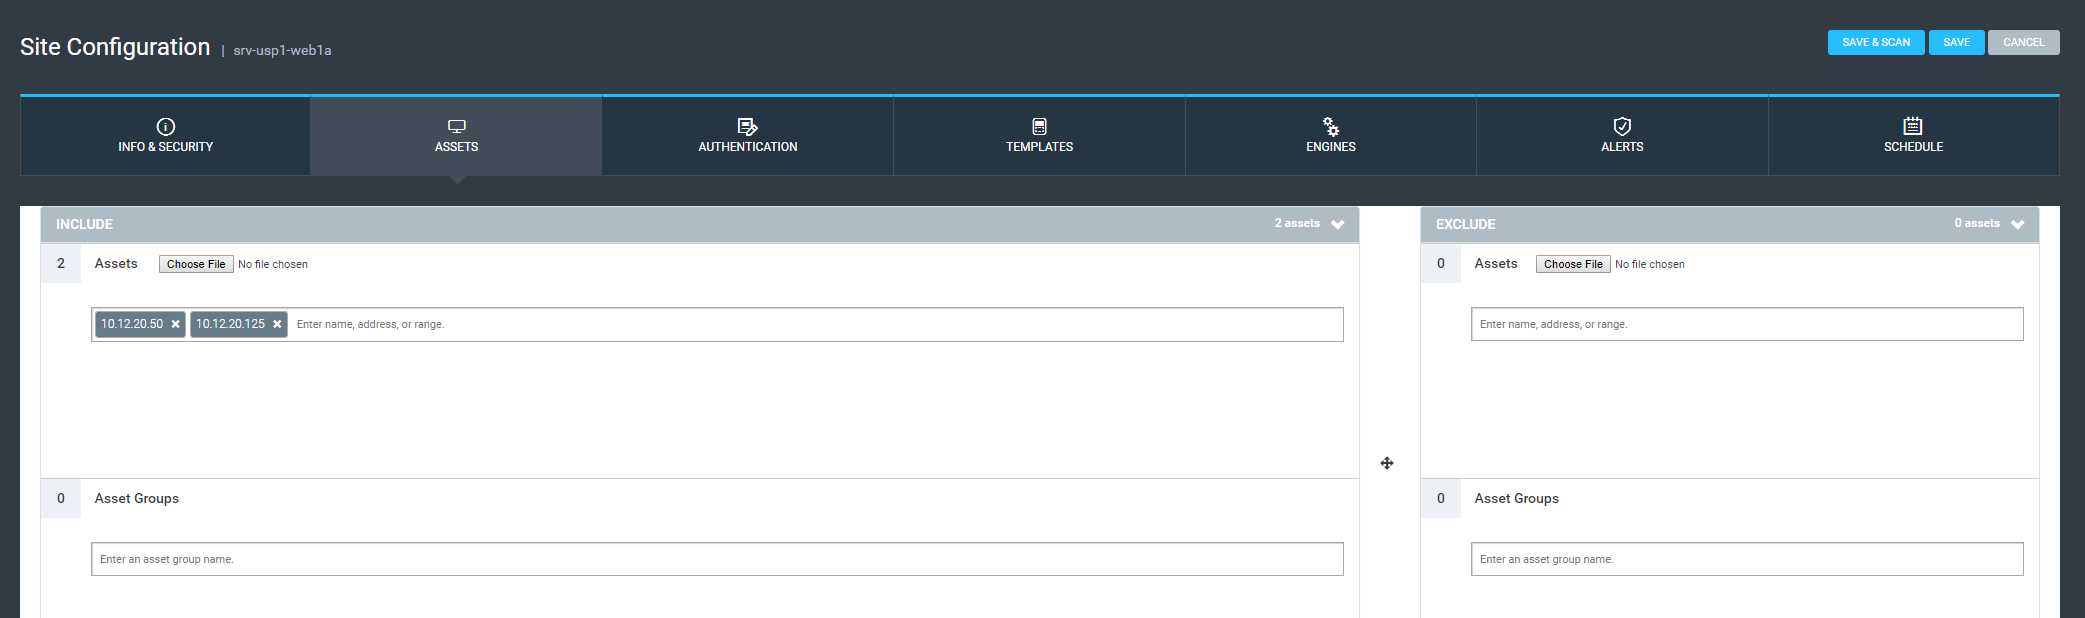 Site Configuration | srv-usp1-web1a
SAVE & SCAN SAVE CANCEL
INFO & SECURITY ASSETS AUTHENTICATION TEMPLATES ENGINES ALERTS SCHEDULE
INCLUDE 2 assets
2 Assets Choose File No file chosen
10.12.20.50 10.12.20.125 Enter name, address, or range.
0 Asset Groups
Enter an asset group name.
EXCLUDE 0 assets
0 Assets Choose File No file chosen
Enter name, address, or range.
0 Asset Groups
Enter an asset group name.